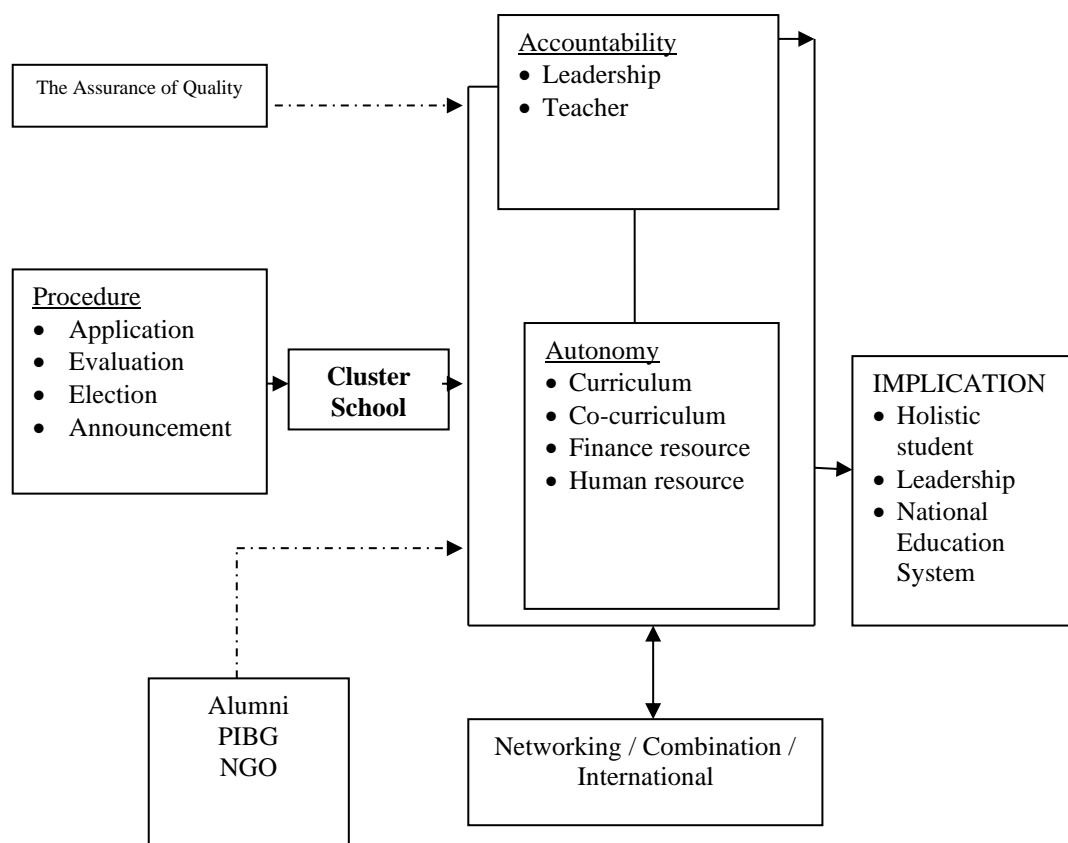 Accountability
• Leadership
• Teacher
The Assurance of Quality
Procedure
• Application
• Evaluation
• Election
• Announcement
Cluster
School
Autonomy
• Curriculum
• Co-curriculum
• Finance resource
• Human resource
IMPLICATION
• Holistic
student
• Leadership
• National
Education
System
Alumni
PIBG
NGO
Networking / Combination /
International